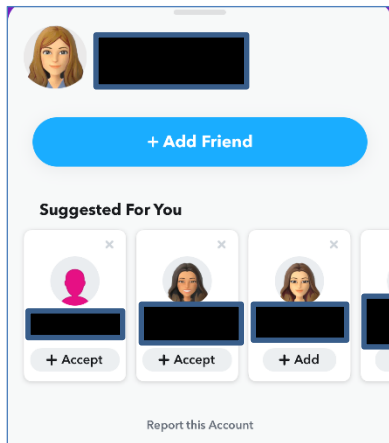 + Add Friend
Suggested For You
+ Accept
+ Accept
+ Add
Report this Account